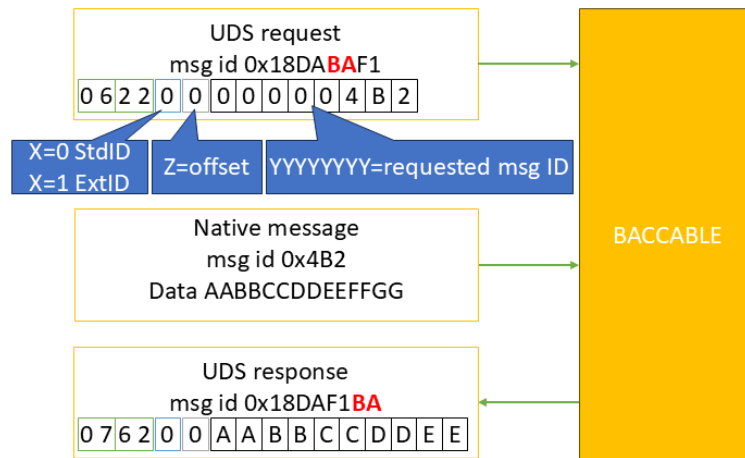 UDS request
msg id 0x18DABAF1
0 6 2 2 0 0 0 0 0 0 0 4 B 2
X=0 StdID
X=1 ExtID
Z=offset
YYYYYYYY=requested msg ID
Native message
msg id 0x4B2
Data AABBCCDDEEFFGG
BACCABLE
UDS response
msg id 0x18DAF1BA
0 7 6 2 0 0 A A B B C C D D E E